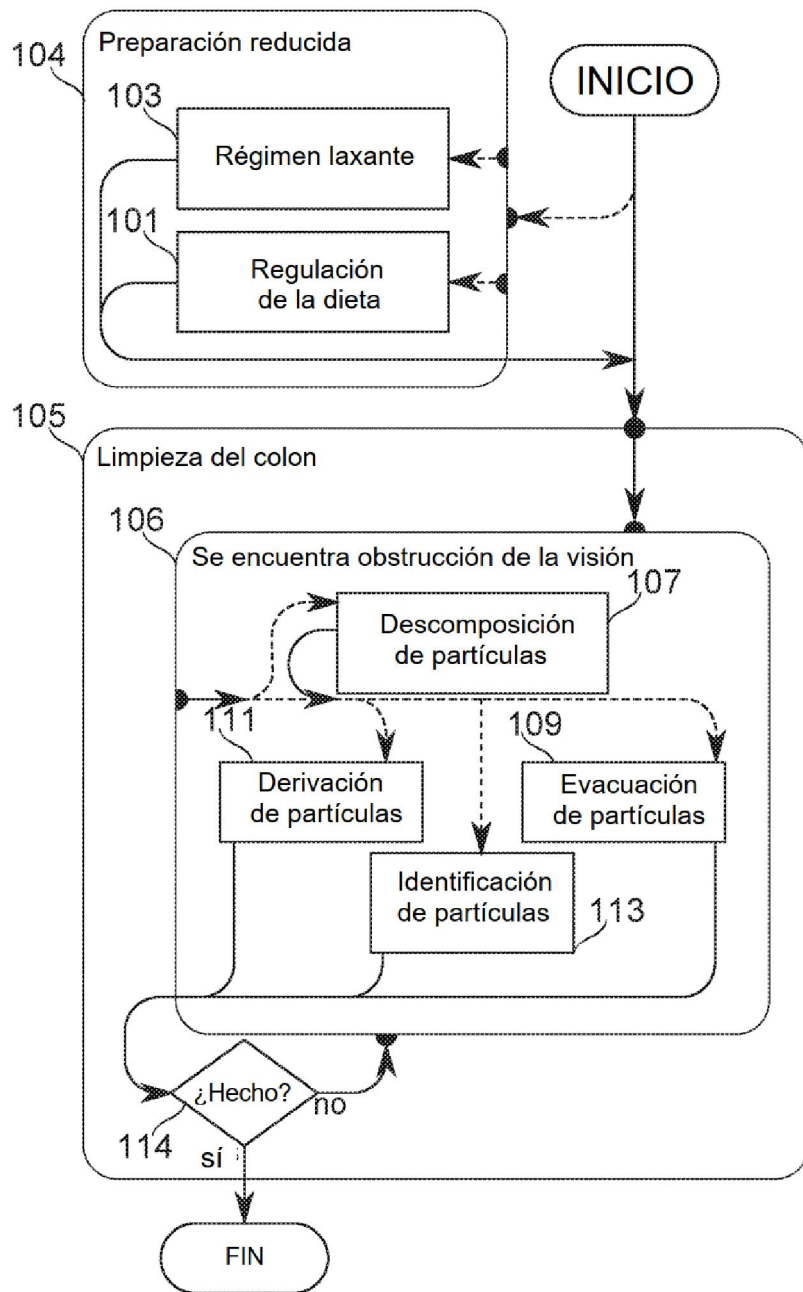 Preparación reducida
104
INICIO
103
Régimen laxante
101
Regulación
de la dieta
105
Limpieza del colon
106
Se encuentra obstrucción de la visión
107
Descomposición
de partículas
111
109
Derivación
de partículas
Evacuación
de partículas
Identificación
de partículas
113
¿Hecho?
no
114
sí
FIN